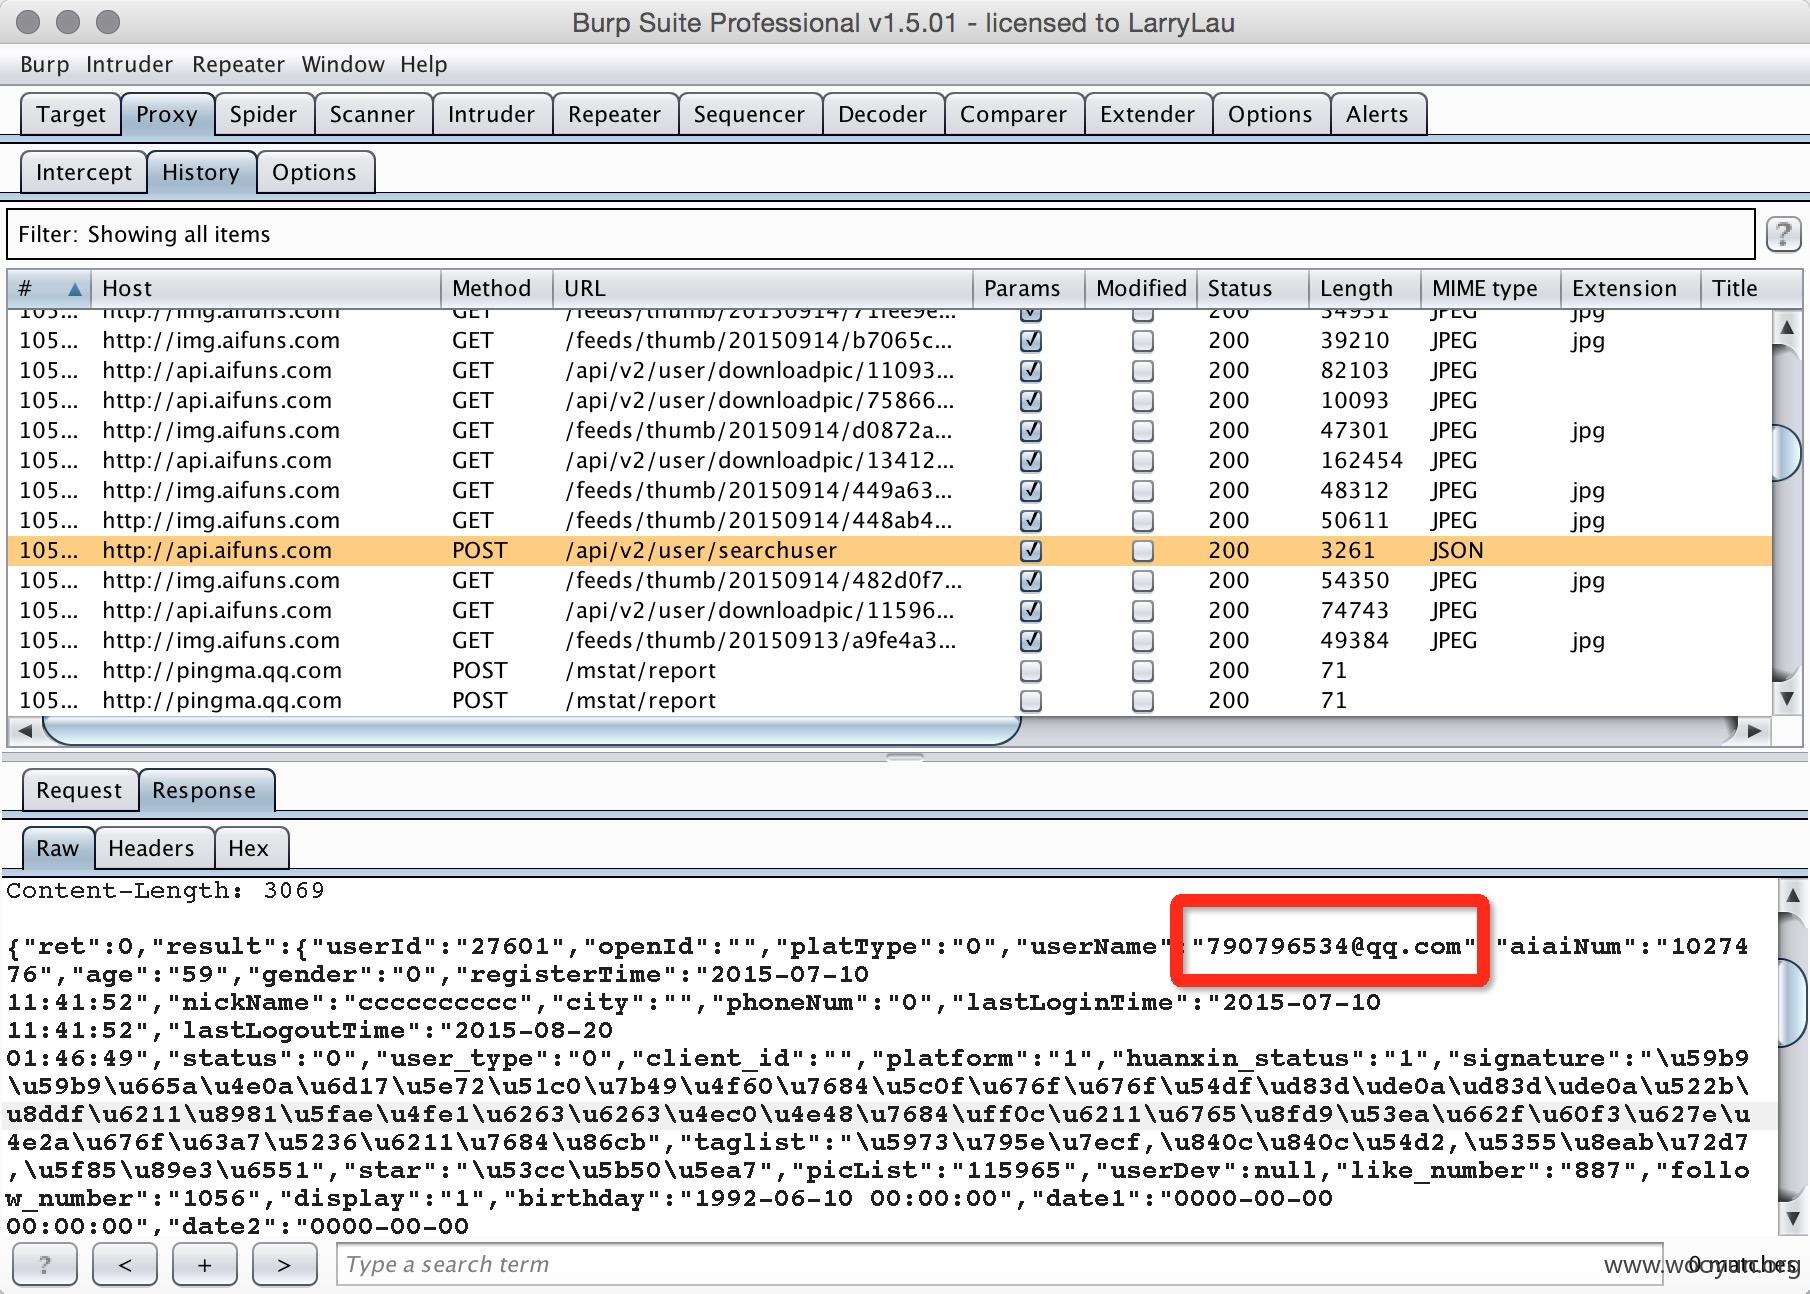 Burp Suite Professional v1.5.01 - licensed to LarryLau
Burp Intruder Repeater Window Help
Target Proxy Spider Scanner Intruder Repeater Sequencer Decoder Comparer Extender Options Alerts
Intercept History Options
Filter: Showing all items ?
# Host Method URL Params Modified Status Length MIME type Extension Title
105... http://img.aifuns.com GET /feeds/thumb/20150914/71fee9e... 200 54931 JPEG jpg
105... http://img.aifuns.com GET /feeds/thumb/20150914/b7065c... 200 39210 JPEG jpg
105... http://api.aifuns.com GET /api/v2/user/downloadpic/11093... 200 82103 JPEG
105... http://api.aifuns.com GET /api/v2/user/downloadpic/75866... 200 10093 JPEG
105... http://img.aifuns.com GET /feeds/thumb/20150914/d0872a... 200 47301 JPEG jpg
105... http://api.aifuns.com GET /api/v2/user/downloadpic/13412... 200 162454 JPEG
105... http://img.aifuns.com GET /feeds/thumb/20150914/449a63... 200 48312 JPEG jpg
105... http://img.aifuns.com GET /feeds/thumb/20150914/448ab4... 200 50611 JPEG jpg
105... http://api.aifuns.com POST /api/v2/user/searchuser 200 3261 JSON
105... http://img.aifuns.com GET /feeds/thumb/20150914/482d0f7... 200 54350 JPEG jpg
105... http://api.aifuns.com GET /api/v2/user/downloadpic/11596... 200 74743 JPEG
105... http://img.aifuns.com GET /feeds/thumb/20150913/a9fe4a3... 200 49384 JPEG jpg
105... http://pingma.qq.com POST /mstat/report 200 71
105... http://pingma.qq.com POST /mstat/report 200 71
Request Response
Raw Headers Hex
Content-Length: 3069
{"ret":0,"result":{"userId":"27601","openId":"","platType":"0","userName":"790796534@qq.com","aiaiNum":"10274
76","age":"59","gender":"0","registerTime":"2015-07-10
11:41:52","nickName":"ccccccccccc","city":"","phoneNum":"0","lastLoginTime":"2015-07-10
11:41:52","lastLogoutTime":"2015-08-20
01:46:49","status":"0","user_type":"0","client_id":"","platform":"1","huanxin_status":"1","signature":"\u59b9
\u59b9\u665a\u4e0a\u6d17\u5e72\u51c0\u7b49\u4f60\u7684\u5c0f\u676f\u676f\u54df\ud83d\ude0a\ud83d\ude0a\u522b\
u8ddf\u6211\u8981\u5fae\u4fe1\u6263\u6263\u4ec0\u4e48\u7684\uff0c\u6211\u6765\u8fd9\u53ea\u662f\u60f3\u627e\u
4e2a\u676f\u63a7\u5236\u6211\u7684\u86cb","taglist":"\u5973\u795e\u7ecf,\u840c\u840c\u54d2,\u5355\u8eab\u72d7
,\u5f85\u89e3\u6551","star":"\u53cc\u5b50\u5ea7","picList":"115965","userDev":null,"like_number":"887","follo
w_number":"1056","display":"1","birthday":"1992-06-10 00:00:00","date1":"0000-00-00
00:00:00","date2":"0000-00-00
? < + > Type a search term 0 matches
www.wooyun.org